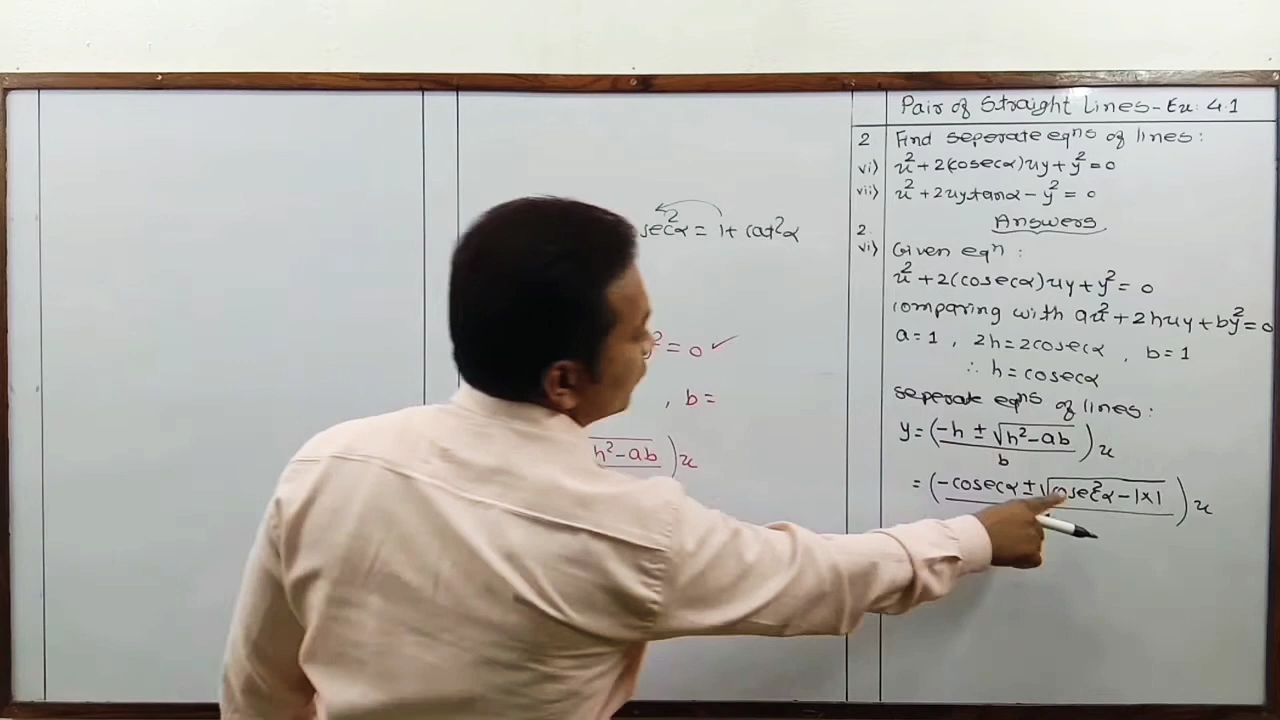 Pair of Straight Lines - Ex: 4.1
2 Find seperate eqns of lines:
vi) x² + 2(cosecα)xy + y² = 0
vii) x² + 2xytanα - y² = 0
Answers
2.
vi) Given eqn:
x² + 2(cosecα)xy + y² = 0
comparing with ax² + 2hxy + by² = 0
a = 1 , 2h = 2cosecα , b = 1
∴ h = cosecα
seperate eqns of lines:
y = (-h ± √h² - ab / b) x
= (-cosecα ± √cosec²α - 1×1 / ) x
sec²α = 1 + cot²α
y² = 0 ✓
, b =
h² - ab ) x